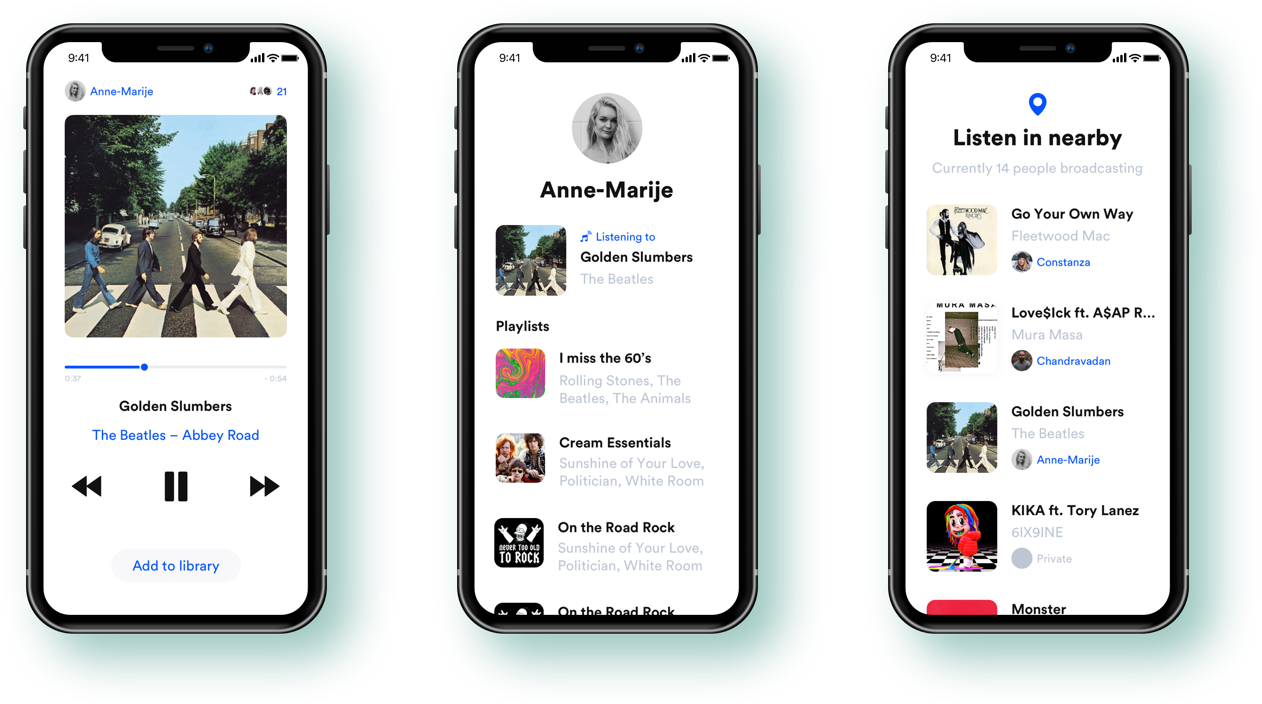 9:41
Anne-Marije
21
0:37
- 0:54
Golden Slumbers
The Beatles – Abbey Road
Add to library
9:41
Anne-Marije
Listening to
Golden Slumbers
The Beatles
Playlists
I miss the 60's
Rolling Stones, The
Beatles, The Animals
Cream Essentials
Sunshine of Your Love,
Politician, White Room
On the Road Rock
NEVER TOO OLD
TO ROCK
Sunshine of Your Love,
Politician, White Room
On the Road Rock
9:41
Listen in nearby
Currently 14 people broadcasting
FLEETWOOD MAC
RUMOURS
Go Your Own Way
Fleetwood Mac
Constanza
MURA MASA
Love$Ick ft. A$AP R...
Mura Masa
Chandravadan
Golden Slumbers
The Beatles
Anne-Marije
KIKA ft. Tory Lanez
6IX9INE
Private
Monster